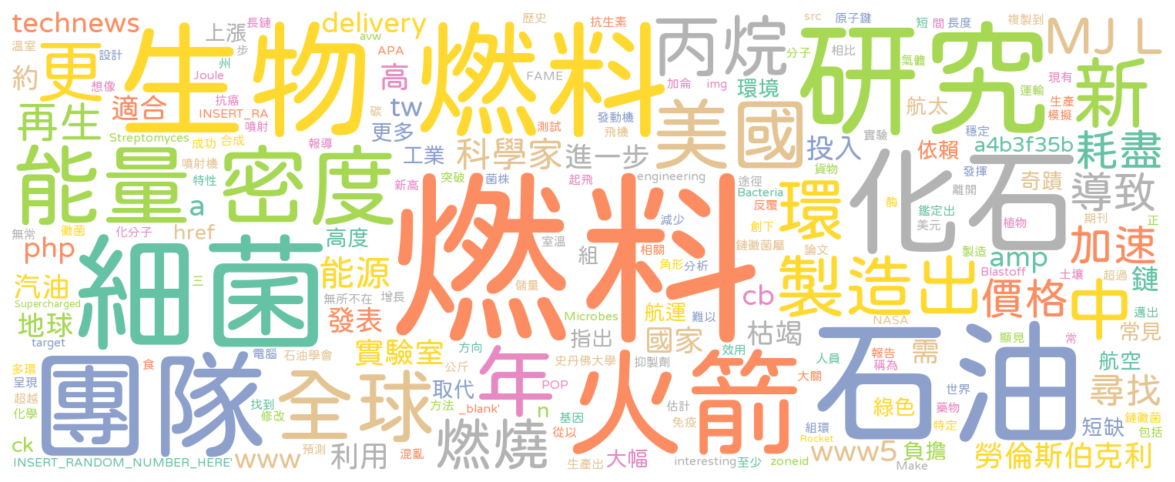 technews
溫室
設計
想像
約
更
生物
燃料
上漲
長鏈
步
州
avw
Joule
抗癌
INSERT_RA
噴射
適合
歷史
APA
FAME
高
delivery
抗生素
加侖
tw
更多
工業
丙烷
src
原子鍵
分子
相比
img
環境
發動機
測試
飛機
短
間
長度
氣體
航太
複製到
現有
運輸
生產
模擬
MJ
L
研究
新
再生
Streptomyces
成功
合成
報導
噴射機
特性
能量
密度
a
徽菌
化分子
無常
href
高度
科學家
進一步
新高
突破
菌株
起飛
engineering
美國
途徑
Bacteria
反覆
投入
實驗
貨物
依賴
穩定
a4b3f35b
發揮
離開
奇蹟
耗盡
導致
酶
植物
鑑定出
美元
期刊
正
php
細菌
燃料
減少
相關
角形
分析
室溫
組
創下
環
化石
鏈黴菌屬
論文
製造
超過
加速
amp
Blastoff
土壤
邁出
汽油
Supercharged
三
能源
無所不在
增長
儲量
地球
target
發表
Microbes
難以
航運
cb
製造出
價格
中
鏈
常見
電腦
石油學會
實驗室
方向
指出
國家
枯竭
NASA
顯見
常
多環
呈現
食
超越
化學
團隊
找到
修改
全球
預測
公斤
取代
方法
混亂
_blank'
年
POP
n
史丹佛大學
抑製劑
基因
從以
估計
免疫
效用
大關
人員
報告
稱為
需
世界
航空
尋找
火箭
石油
組環
Rocket
綠色
藥物
特定
短缺
鏈黴菌
包括
ck
INSERT_RANDOM_NUMBER_HERE'
www
利用
燃燒
生產出
大幅
interesting
至少
zoneid
www5
Make
負擔
勞倫斯伯克利